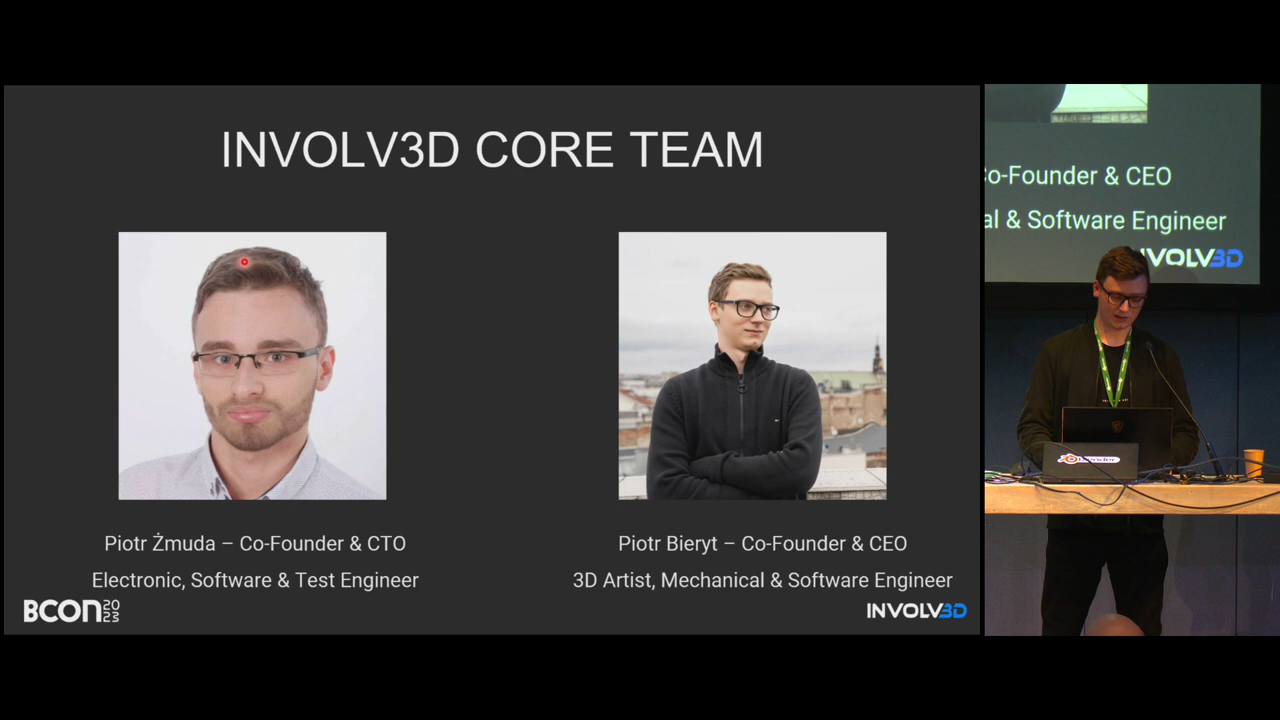 INVOLV3D CORE TEAM
Piotr Żmuda – Co-Founder & CTO
Electronic, Software & Test Engineer
Piotr Bieryt – Co-Founder & CEO
3D Artist, Mechanical & Software Engineer
BCON 2023
INVOLV3D
Co-Founder & CEO
al & Software Engineer
INVOLV3D
blender